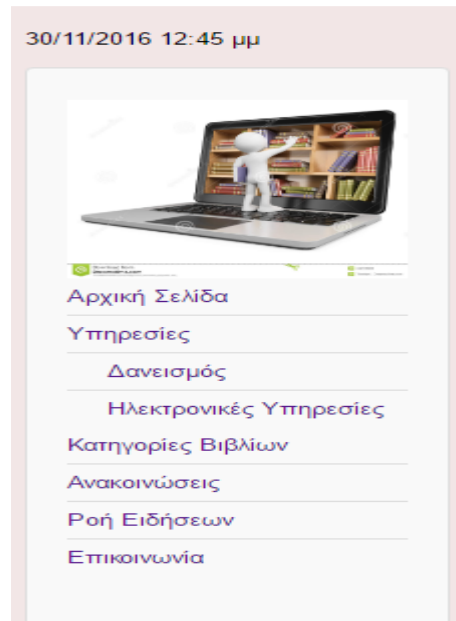 30/11/2016 12:45 μμ
Αρχική Σελίδα
Υπηρεσίες
Δανεισμός
Ηλεκτρονικές Υπηρεσίες
Κατηγορίες Βιβλίων
Ανακοινώσεις
Ροή Ειδήσεων
Επικοινωνία